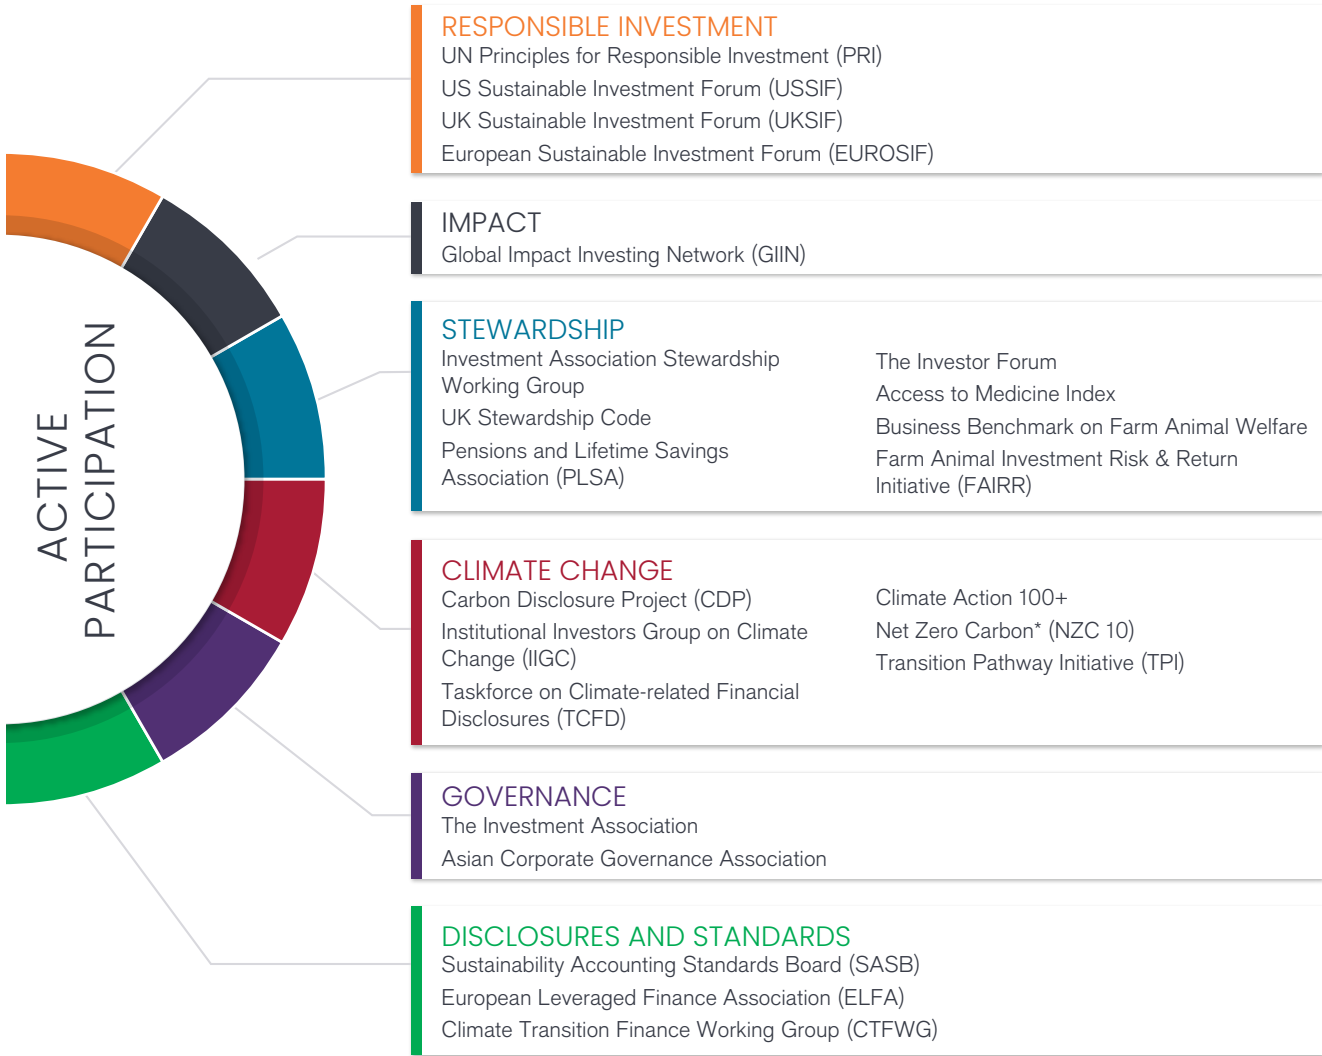 ACTIVE
PARTICIPATION
RESPONSIBLE INVESTMENT
UN Principles for Responsible Investment (PRI)
US Sustainable Investment Forum (USSIF)
UK Sustainable Investment Forum (UKSIF)
European Sustainable Investment Forum (EUROSIF)
IMPACT
Global Impact Investing Network (GIIN)
STEWARDSHIP
Investment Association Stewardship
Working Group
UK Stewardship Code
Pensions and Lifetime Savings
Association (PLSA)
The Investor Forum
Access to Medicine Index
Business Benchmark on Farm Animal Welfare
Farm Animal Investment Risk & Return
Initiative (FAIRR)
CLIMATE CHANGE
Carbon Disclosure Project (CDP)
Institutional Investors Group on Climate
Change (IIGC)
Taskforce on Climate-related Financial
Disclosures (TCFD)
Climate Action 100+
Net Zero Carbon* (NZC 10)
Transition Pathway Initiative (TPI)
GOVERNANCE
The Investment Association
Asian Corporate Governance Association
DISCLOSURES AND STANDARDS
Sustainability Accounting Standards Board (SASB)
European Leveraged Finance Association (ELFA)
Climate Transition Finance Working Group (CTFWG)